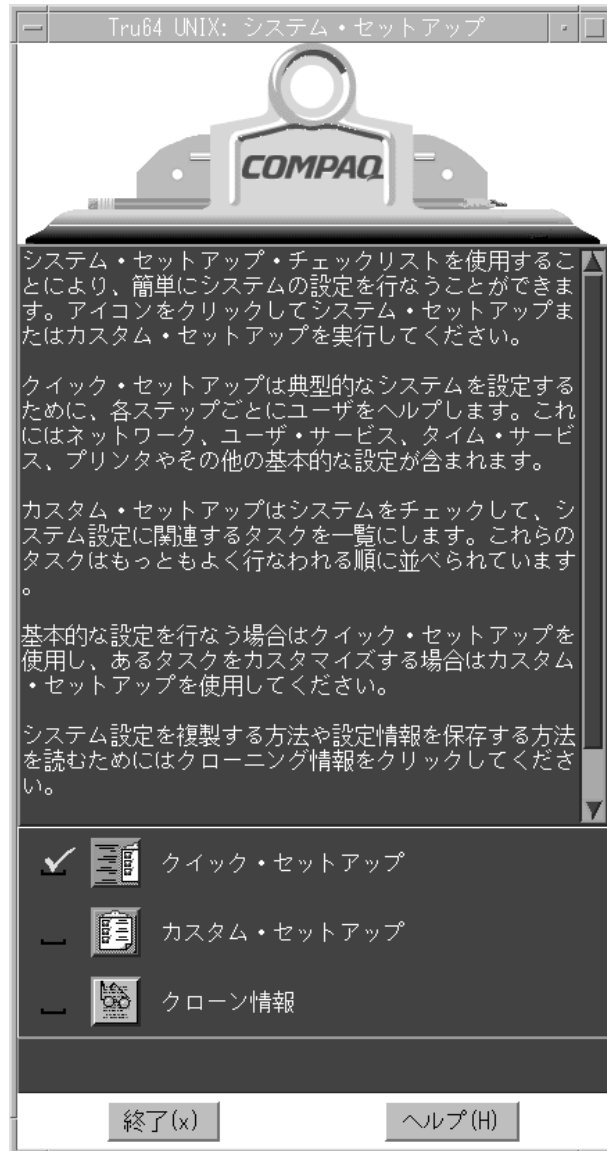 Tru64 UNIX: システム・セットアップ
COMPAQ
システム・セットアップ・チェックリストを使用するこ
とにより、簡単にシステムの設定を行なうことができま
す。アイコンをクリックしてシステム・セットアップま
たはカスタム・セットアップを実行してください。
クイック・セットアップは典型的なシステムを設定する
ために、各ステップごとにユーザをヘルプします。これ
にはネットワーク、ユーザ・サービス、タイム・サービ
ス、プリンタやその他の基本的な設定が含まれます。
カスタム・セットアップはシステムをチェックして、シ
ステム設定に関連するタスクを一覧にします。これらの
タスクはもっともよく行なわれる順に並べられています
。
基本的な設定を行なう場合はクイック・セットアップを
使用し、あるタスクをカスタマイズする場合はカスタム
・セットアップを使用してください。
システム設定を複製する方法や設定情報を保存する方法
を読むためにはクローニング情報をクリックしてくださ
い。
クイック・セットアップ
カスタム・セットアップ
クローン情報
終了(x)
ヘルプ(H)